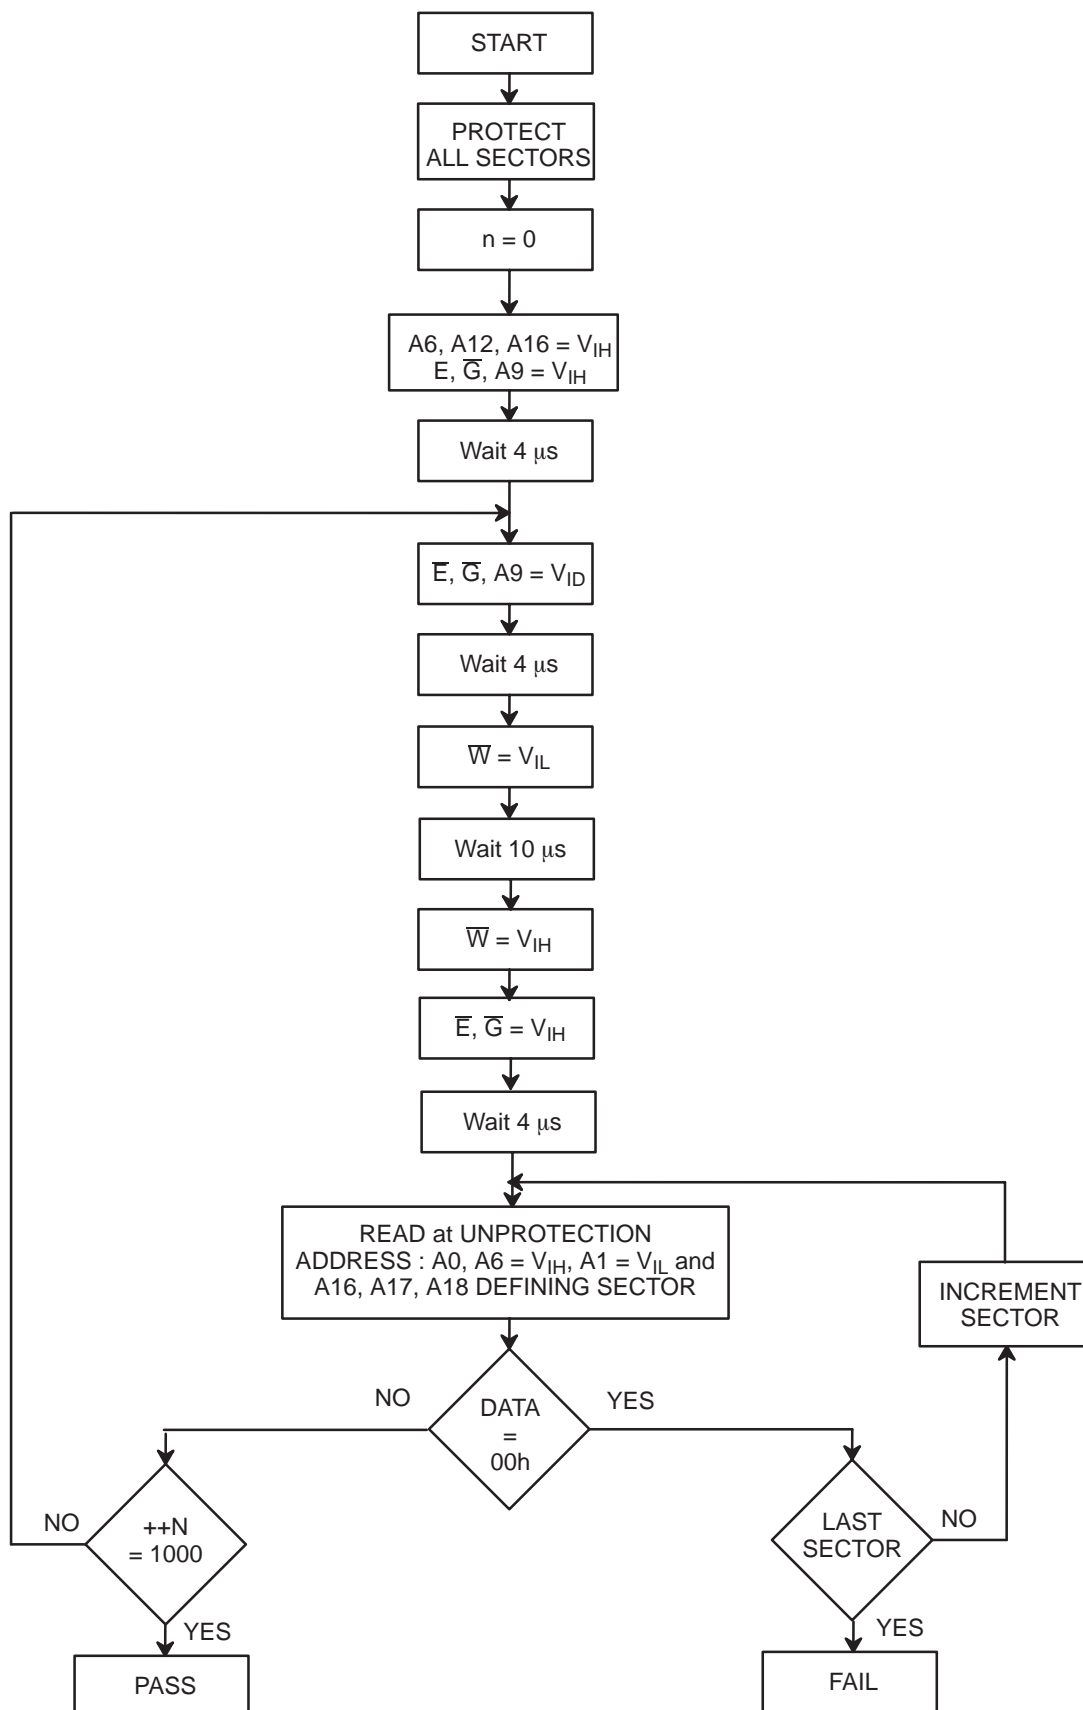 START
PROTECT
ALL SECTORS
n = 0
A6, A12, A16 = VIH
E, G̅, A9 = VIH
Wait 4 μs
E̅, G̅, A9 = VID
Wait 4 μs
W̅ = VIL
Wait 10 μs
W̅ = VIH
E̅, G̅ = VIH
Wait 4 μs
READ at UNPROTECTION
ADDRESS : A0, A6 = VIH, A1 = VIL and
A16, A17, A18 DEFINING SECTOR
INCREMENT
SECTOR
NO
DATA
=
00h
YES
NO
++N
= 1000
YES
PASS
LAST
SECTOR
NO
YES
FAIL